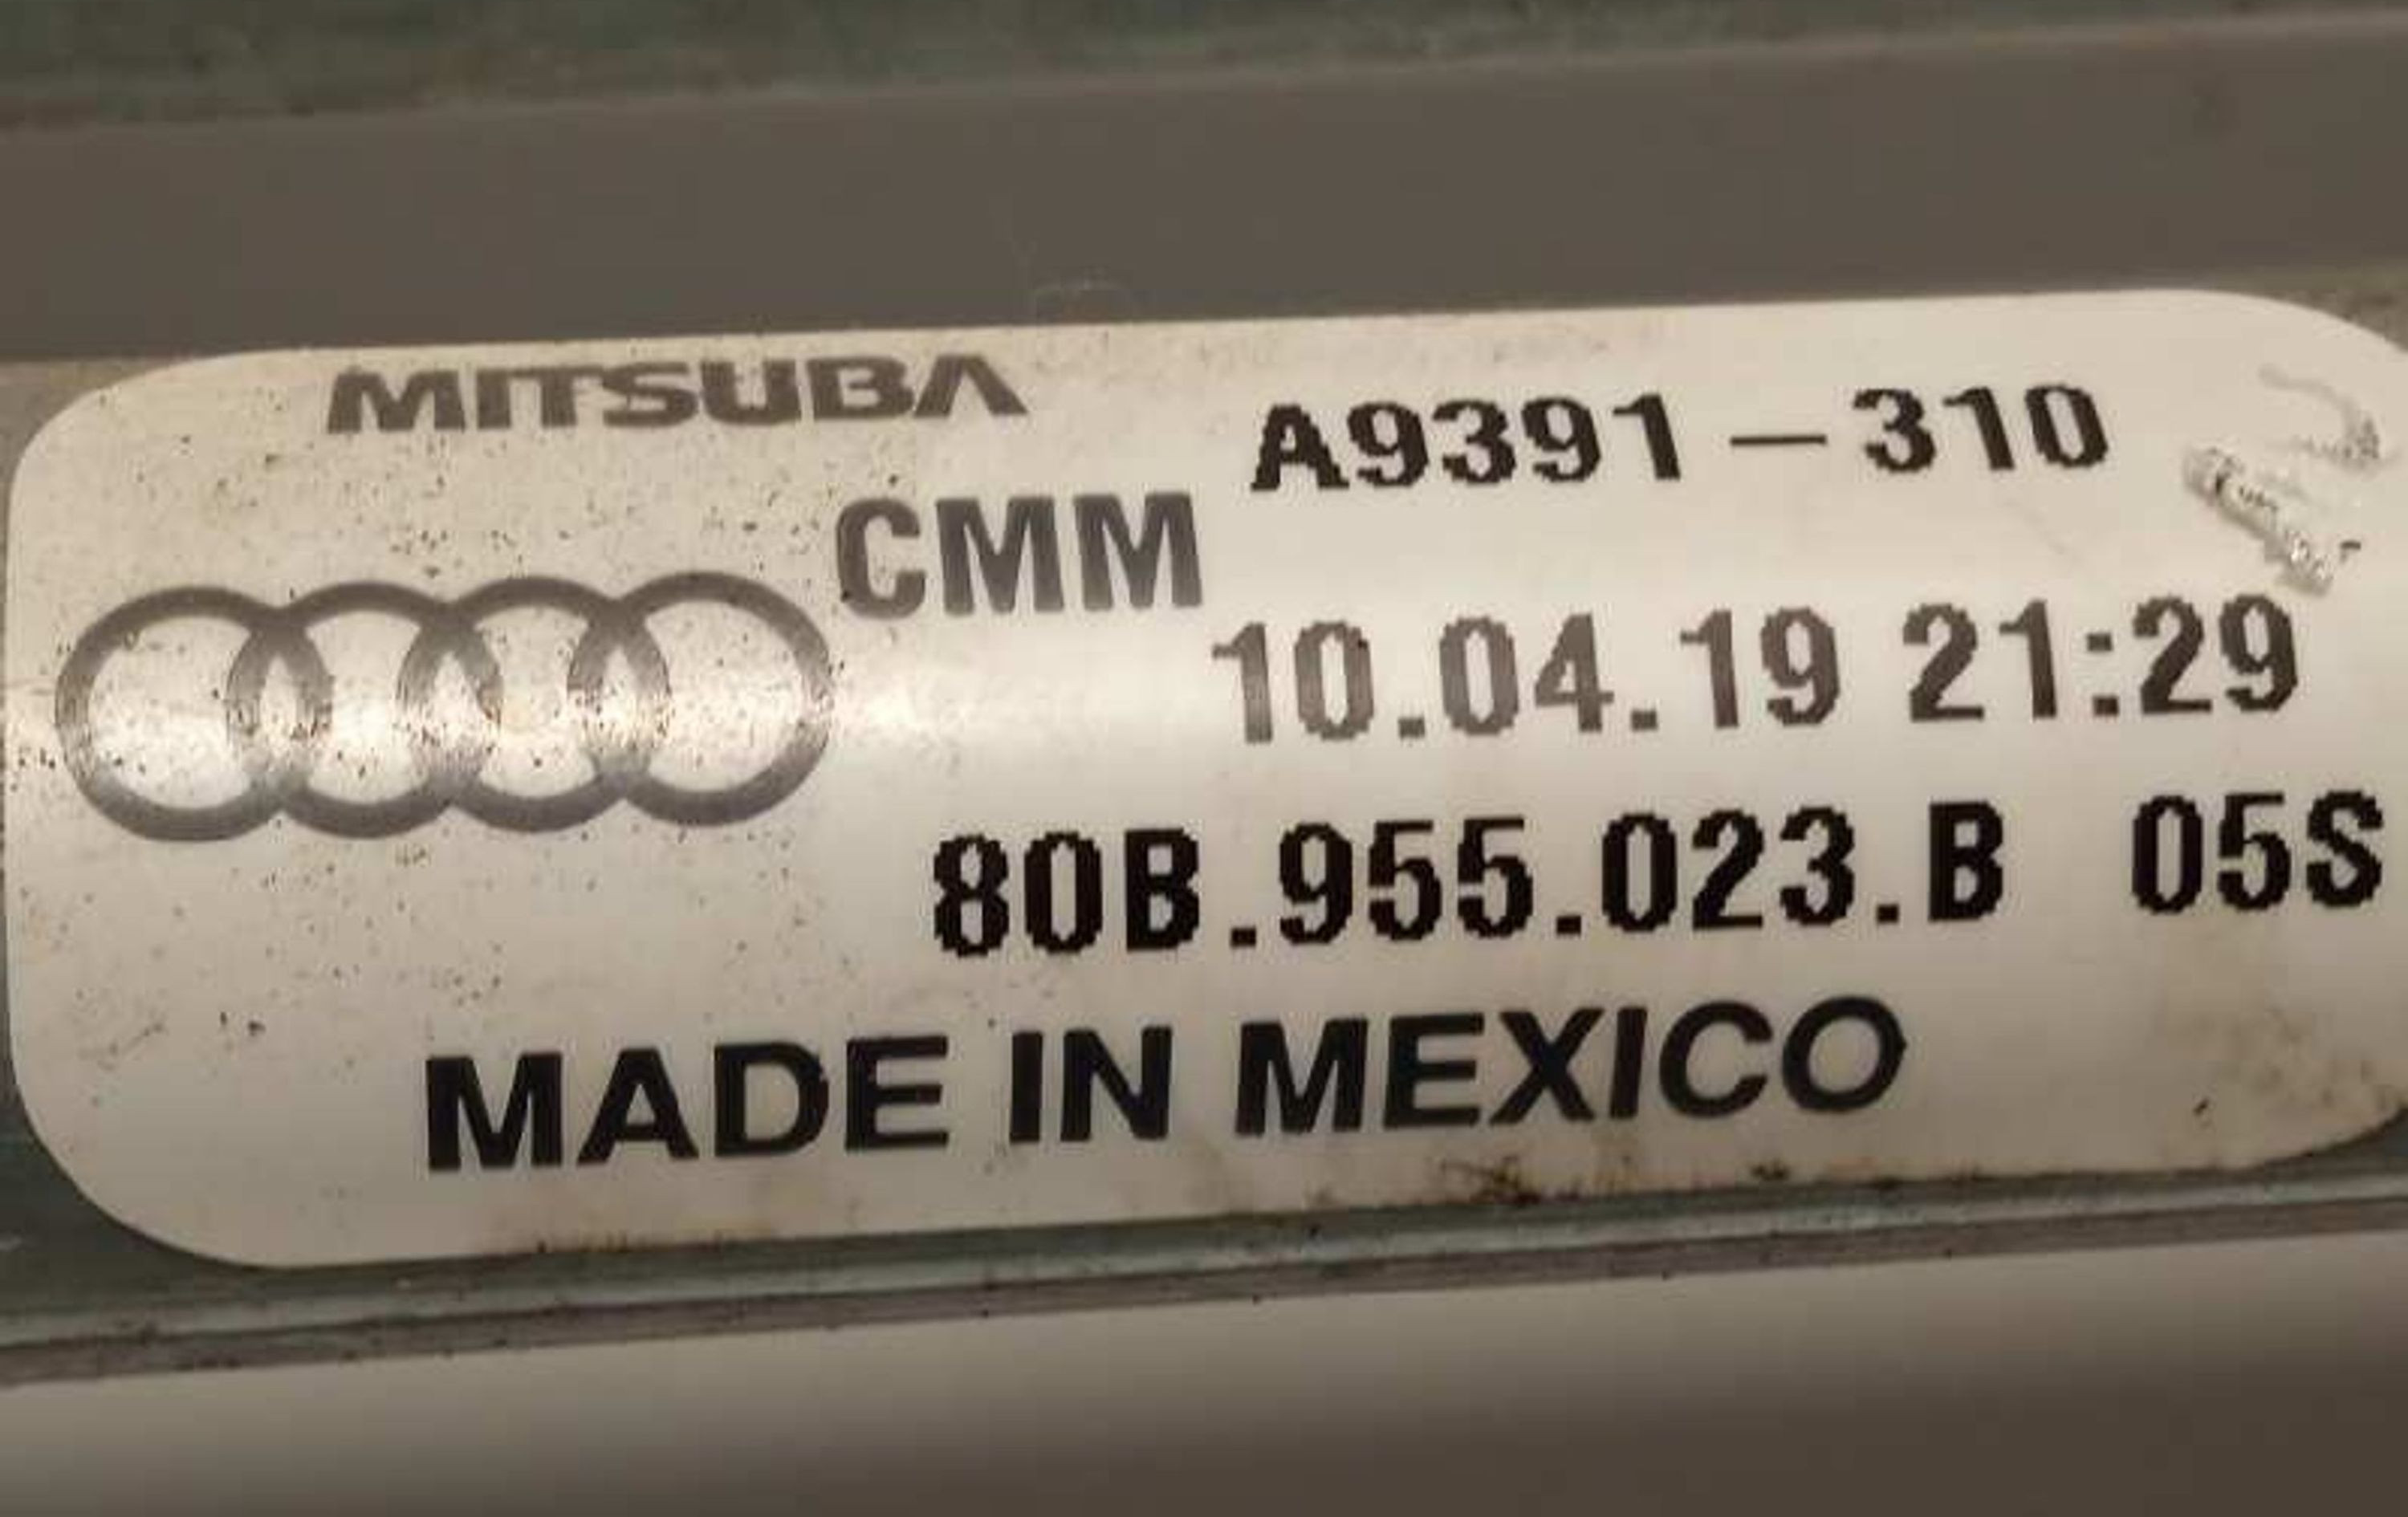 MITSUBA
A9391-310
CMM
10.04.19 21:29
80B.955.023.B 05S
MADE IN MEXICO